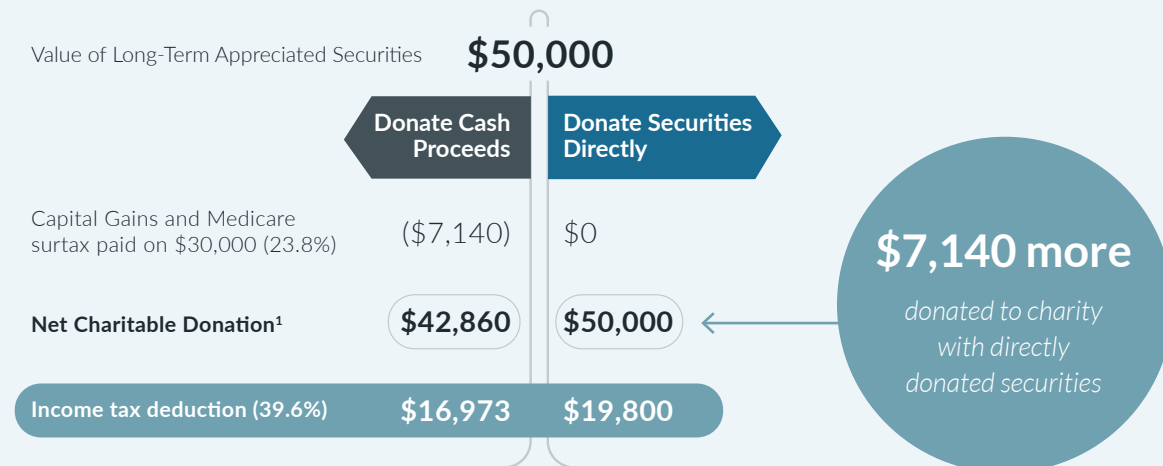 Value of Long-Term Appreciated Securities $50,000
Donate Cash
Proceeds
Donate Securities
Directly
Capital Gains and Medicare
surtax paid on $30,000 (23.8%)
($7,140) $0
Net Charitable Donation¹ $42,860 $50,000
Income tax deduction (39.6%) $16,973 $19,800
$7,140 more
donated to charity
with directly
donated securities